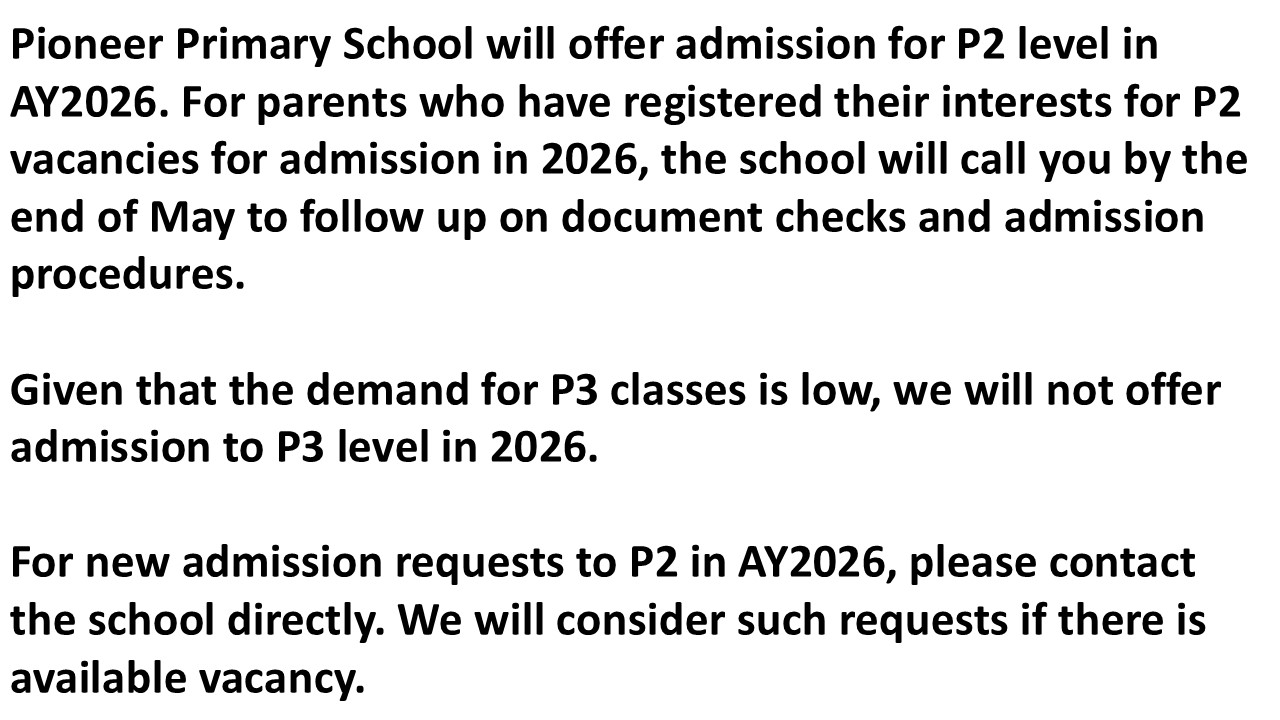 Pioneer Primary School will offer admission for P2 level in
AY2026. For parents who have registered their interests for P2
vacancies for admission in 2026, the school will call you by the
end of May to follow up on document checks and admission
procedures.
Given that the demand for P3 classes is low, we will not offer
admission to P3 level in 2026.
For new admission requests to P2 in AY2026, please contact
the school directly. We will consider such requests if there is
available vacancy.